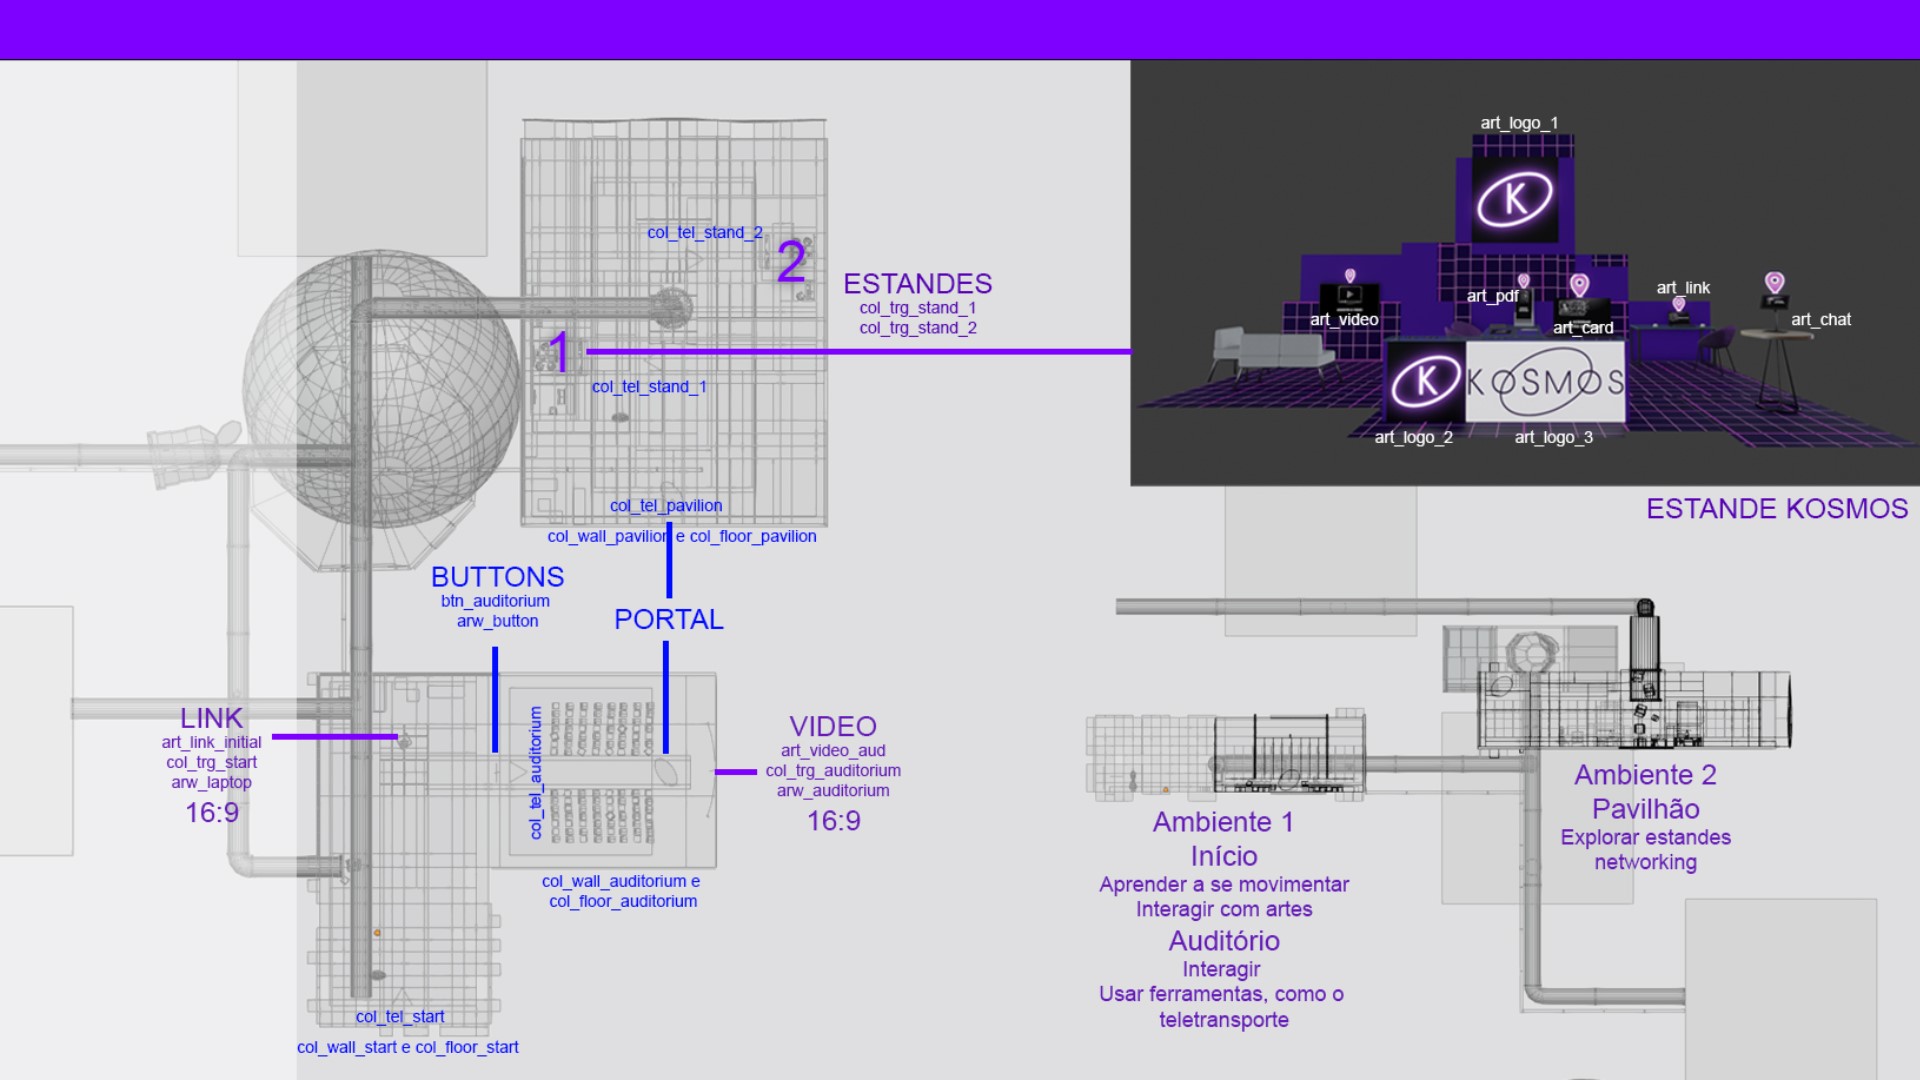 col_tel_stand_2
2
ESTANDES
col_trg_stand_1
col_trg_stand_2
1
col_tel_stand_1
col_tel_pavilion
col_wall_pavilion e col_floor_pavilion
BUTTONS
btn_auditorium
arw_button
PORTAL
LINK
art_link_initial
col_trg_start
arw_laptop
16:9
col_tel_auditorium
VIDEO
art_video_aud
col_trg_auditorium
arw_auditorium
16:9
col_wall_auditorium e
col_floor_auditorium
col_tel_start
col_wall_start e col_floor_start
art_logo_1
K
art_video
art_pdf
art_card
art_link
art_chat
K
KOSMOS
art_logo_2
art_logo_3
ESTANDE KOSMOS
Ambiente 1
Início
Aprender a se movimentar
Interagir com artes
Auditório
Interagir
Usar ferramentas, como o
teletransporte
Ambiente 2
Pavilhão
Explorar estandes
networking